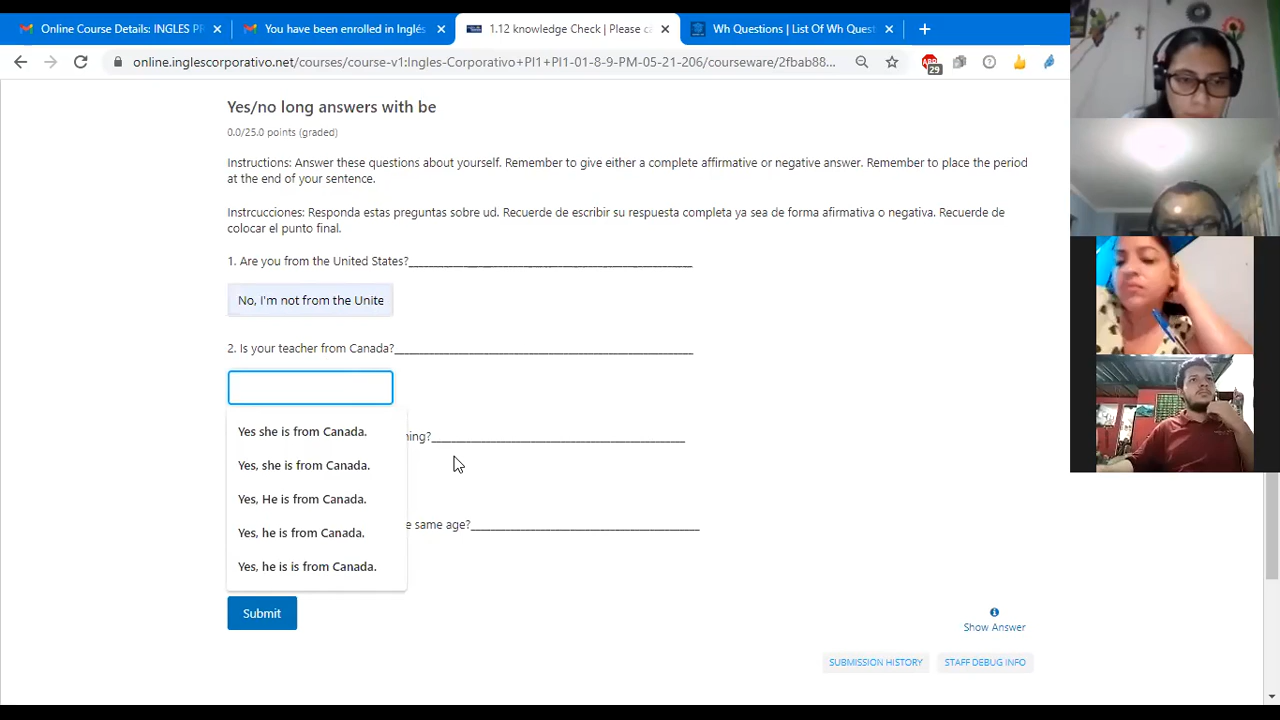 Online Course Details: INGLES PR
You have been enrolled in Inglés
1.12 knowledge Check | Please ca
Wh Questions | List Of Wh Quest
online.inglescorporativo.net/courses/course-v1:Ingles-Corporativo+PI1+PI1-01-8-9-PM-05-21-206/courseware/2fbab88...
ABP
29
Yes/no long answers with be
0.0/25.0 points (graded)
Instructions: Answer these questions about yourself. Remember to give either a complete affirmative or negative answer. Remember to place the period
at the end of your sentence.
Instrcucciones: Responda estas preguntas sobre ud. Recuerde de escribir su respuesta completa ya sea de forma afirmativa o negativa. Recuerde de
colocar el punto final.
1. Are you from the United States?
No, I'm not from the Unite
2. Is your teacher from Canada?
Yes she is from Canada.
ning?
Yes, she is from Canada.
Yes, He is from Canada.
e same age?
Yes, he is from Canada.
Yes, he is is from Canada.
Submit
Show Answer
SUBMISSION HISTORY
STAFF DEBUG INFO